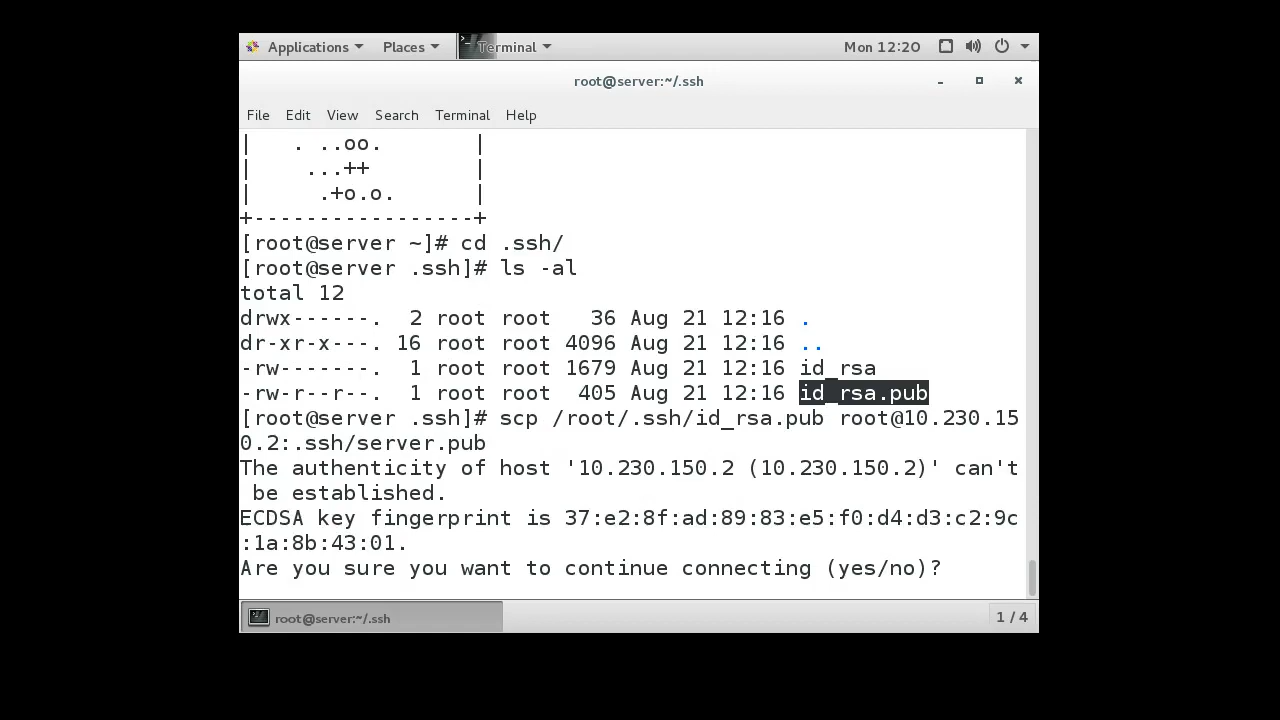 Applications Places Terminal Mon 12:20
root@server:~/.ssh
File Edit View Search Terminal Help
|    . ..oo.       |
|     ...++        |
|      .+o.o.      |
+-----------------+
[root@server ~]# cd .ssh/
[root@server .ssh]# ls -al
total 12
drwx------.  2 root root   36 Aug 21 12:16 .
dr-xr-x---. 16 root root 4096 Aug 21 12:16 ..
-rw-------.  1 root root 1679 Aug 21 12:16 id_rsa
-rw-r--r--.  1 root root  405 Aug 21 12:16 id_rsa.pub
[root@server .ssh]# scp /root/.ssh/id_rsa.pub root@10.230.15
0.2:.ssh/server.pub
The authenticity of host '10.230.150.2 (10.230.150.2)' can't
 be established.
ECDSA key fingerprint is 37:e2:8f:ad:89:83:e5:f0:d4:d3:c2:9c
:1a:8b:43:01.
Are you sure you want to continue connecting (yes/no)?
root@server:~/.ssh 1 / 4